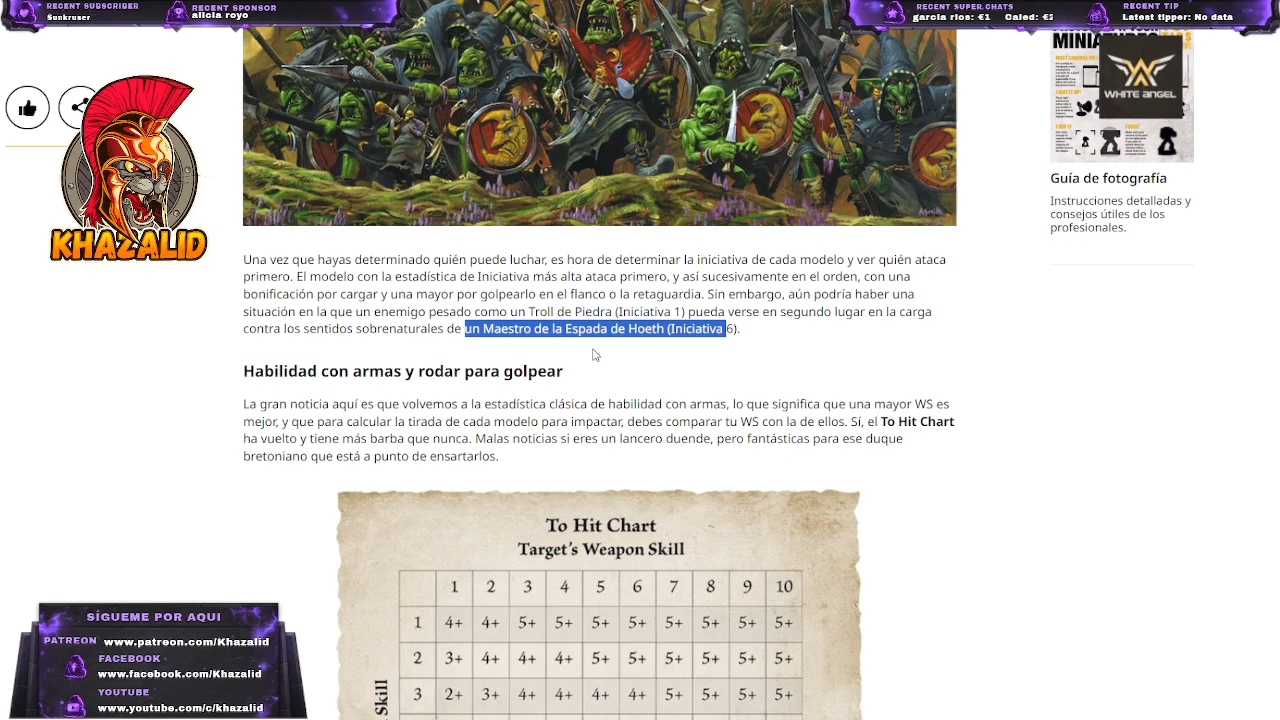 RECENT SUBSCRIBER
Sunkruser
RECENT SPONSOR
alicia royo
RECENT SUPER CHATS
garcia rios: €1 Caled: €2
RECENT TIP
Latest tipper: No data
WHITE ANGEL
Guía de fotografía
Instrucciones detalladas y
consejos útiles de los
profesionales.
KHAZALID
Una vez que hayas determinado quién puede luchar, es hora de determinar la iniciativa de cada modelo y ver quién ataca
primero. El modelo con la estadística de Iniciativa más alta ataca primero, y así sucesivamente en el orden, con una
bonificación por cargar y una mayor por golpearlo en el flanco o la retaguardia. Sin embargo, aún podría haber una
situación en la que un enemigo pesado como un Troll de Piedra (Iniciativa 1) pueda verse en segundo lugar en la carga
contra los sentidos sobrenaturales de un Maestro de la Espada de Hoeth (Iniciativa 6).
Habilidad con armas y rodar para golpear
La gran noticia aquí es que volvemos a la estadística clásica de habilidad con armas, lo que significa que una mayor WS es
mejor, y que para calcular la tirada de cada modelo para impactar, debes comparar tu WS con la de ellos. Sí, el To Hit Chart
ha vuelto y tiene más barba que nunca. Malas noticias si eres un lancero duende, pero fantásticas para ese duque
bretoniano que está a punto de ensartarlos.
To Hit Chart
Target's Weapon Skill
1 2 3 4 5 6 7 8 9 10
1 4+ 4+ 5+ 5+ 5+ 5+ 5+ 5+ 5+ 5+
2 3+ 4+ 4+ 4+ 5+ 5+ 5+ 5+ 5+ 5+
3 2+ 3+ 4+ 4+ 4+ 4+ 5+ 5+ 5+ 5+
Skill
SÍGUEME POR AQUI
PATREON www.patreon.com/Khazalid
FACEBOOK
www.facebook.com/Khazalid
YOUTUBE
www.youtube.com/c/khazalid